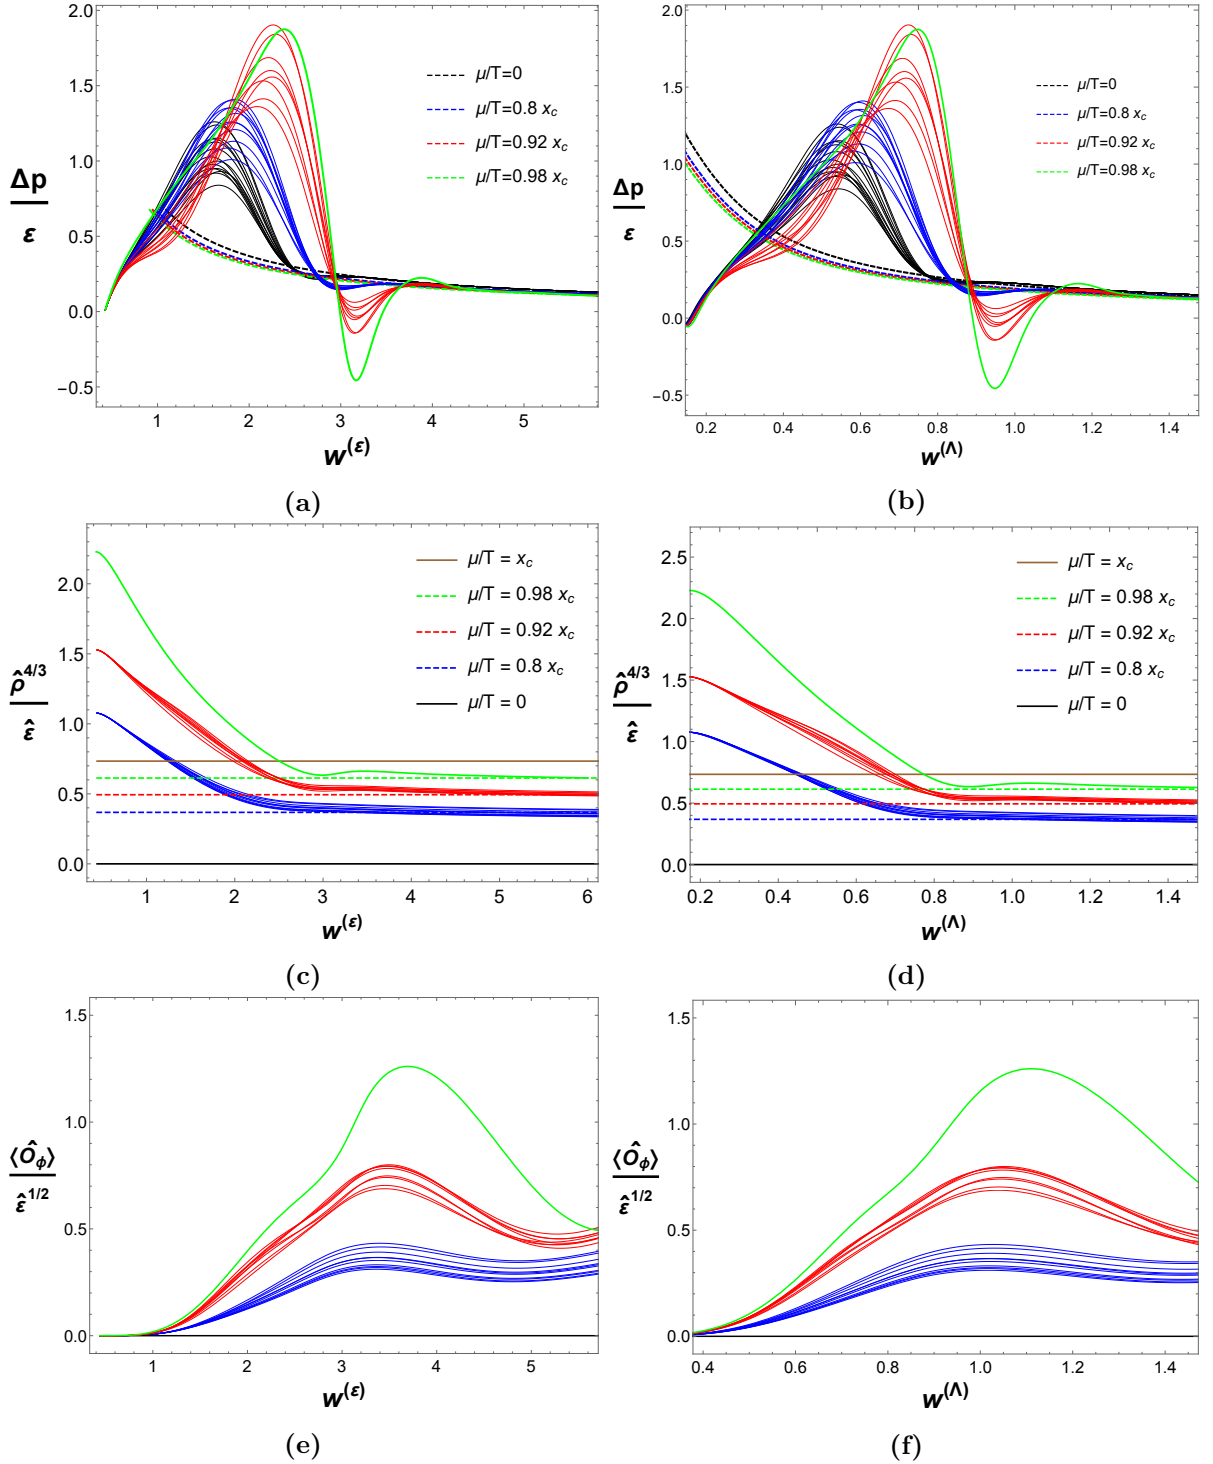 2.0
1.5
1.0
0.5
0.0
−0.5
Δp
ε
μ/T=0
μ/T=0.8 x_c
μ/T=0.92 x_c
μ/T=0.98 x_c
1 2 3 4 5
w^(ε)
(a)
2.0
1.5
1.0
0.5
0.0
−0.5
Δp
ε
μ/T=0
μ/T=0.8 x_c
μ/T=0.92 x_c
μ/T=0.98 x_c
0.2 0.4 0.6 0.8 1.0 1.2 1.4
w^(Λ)
(b)
2.0
1.5
1.0
0.5
0.0
ρ̂^4/3
ε̂
μ/T = x_c
μ/T = 0.98 x_c
μ/T = 0.92 x_c
μ/T = 0.8 x_c
μ/T = 0
1 2 3 4 5 6
w^(ε)
(c)
2.5
2.0
1.5
1.0
0.5
0.0
ρ̂^4/3
ε̂
μ/T = x_c
μ/T = 0.98 x_c
μ/T = 0.92 x_c
μ/T = 0.8 x_c
μ/T = 0
0.2 0.4 0.6 0.8 1.0 1.2 1.4
w^(Λ)
(d)
1.5
1.0
0.5
0.0
⟨Ô_ϕ⟩
ε̂^1/2
1 2 3 4 5
w^(ε)
(e)
1.5
1.0
0.5
0.0
⟨Ô_ϕ⟩
ε̂^1/2
0.4 0.6 0.8 1.0 1.2 1.4
w^(Λ)
(f)